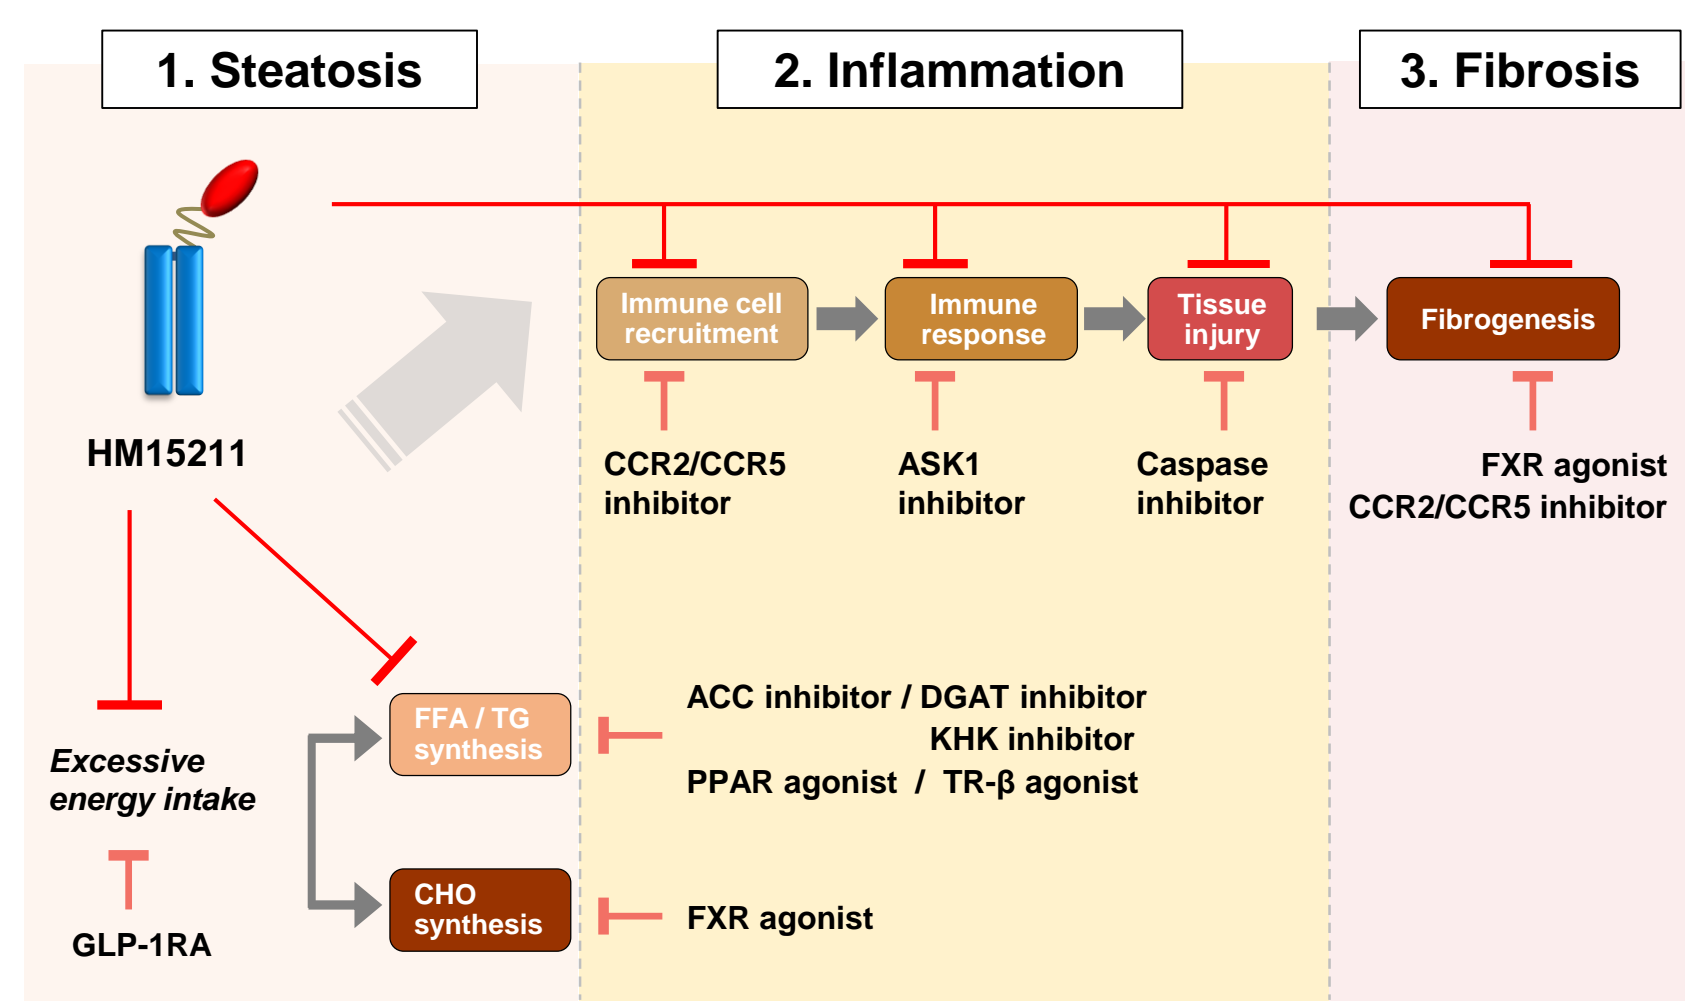 1. Steatosis
2. Inflammation
3. Fibrosis
HM15211
Immune cell
recruitment
Immune
response
Tissue
injury
Fibrogenesis
CCR2/CCR5
inhibitor
ASK1
inhibitor
Caspase
inhibitor
FXR agonist
CCR2/CCR5 inhibitor
Excessive
energy intake
GLP-1RA
FFA / TG
synthesis
ACC inhibitor / DGAT inhibitor
KHK inhibitor
PPAR agonist / TR-β agonist
CHO
synthesis
FXR agonist